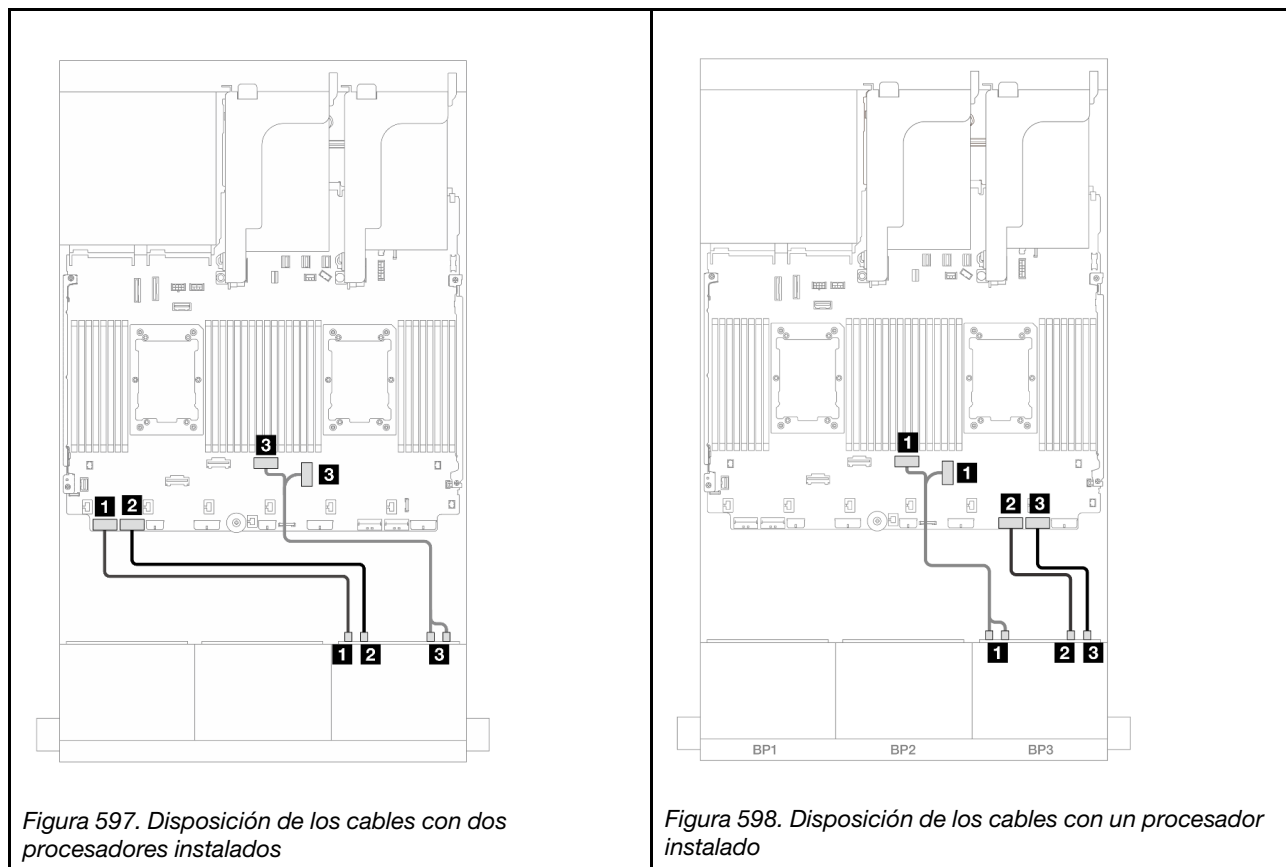 3
3
1
2
1
2
3
Figura 597. Disposición de los cables con dos
procesadores instalados
1
1
2
3
1
2
3
BP1
BP2
BP3
Figura 598. Disposición de los cables con un procesador
instalado